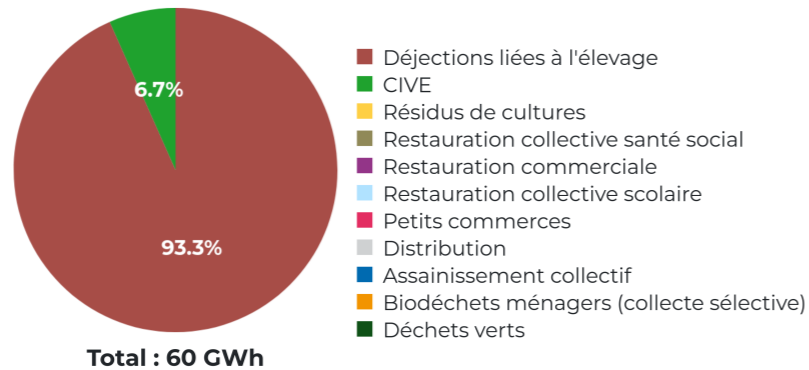 6.7%
93.3%
Total : 60 GWh
Déjections liées à l'élevage
CIVE
Résidus de cultures
Restauration collective santé social
Restauration commerciale
Restauration collective scolaire
Petits commerces
Distribution
Assainissement collectif
Biodéchets ménagers (collecte sélective)
Déchets verts